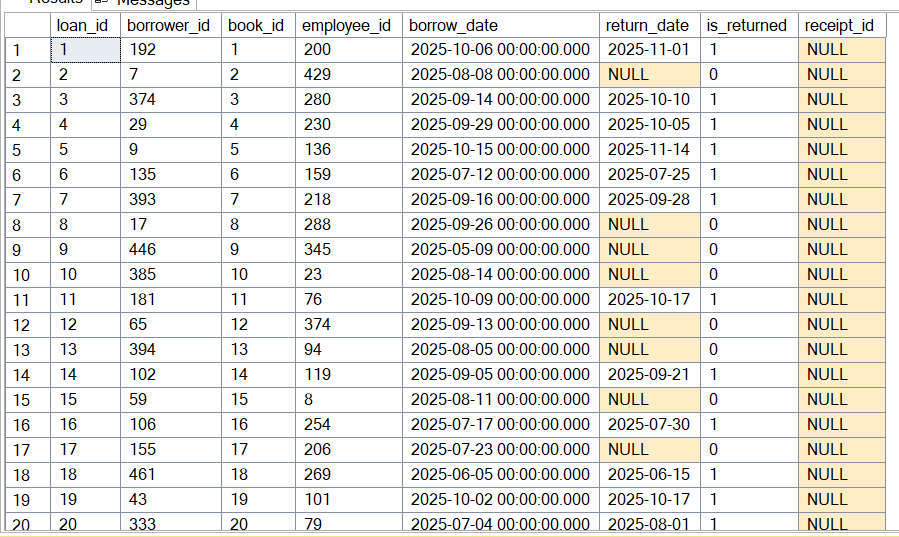 Results Messages
loan_id borrower_id book_id employee_id borrow_date return_date is_returned receipt_id
1 1 192 1 200 2025-10-06 00:00:00.000 2025-11-01 1 NULL
2 2 7 2 429 2025-08-08 00:00:00.000 NULL 0 NULL
3 3 374 3 280 2025-09-14 00:00:00.000 2025-10-10 1 NULL
4 4 29 4 230 2025-09-29 00:00:00.000 2025-10-05 1 NULL
5 5 9 5 136 2025-10-15 00:00:00.000 2025-11-14 1 NULL
6 6 135 6 159 2025-07-12 00:00:00.000 2025-07-25 1 NULL
7 7 393 7 218 2025-09-16 00:00:00.000 2025-09-28 1 NULL
8 8 17 8 288 2025-09-26 00:00:00.000 NULL 0 NULL
9 9 446 9 345 2025-05-09 00:00:00.000 NULL 0 NULL
10 10 385 10 23 2025-08-14 00:00:00.000 NULL 0 NULL
11 11 181 11 76 2025-10-09 00:00:00.000 2025-10-17 1 NULL
12 12 65 12 374 2025-09-13 00:00:00.000 NULL 0 NULL
13 13 394 13 94 2025-08-05 00:00:00.000 NULL 0 NULL
14 14 102 14 119 2025-09-05 00:00:00.000 2025-09-21 1 NULL
15 15 59 15 8 2025-08-11 00:00:00.000 NULL 0 NULL
16 16 106 16 254 2025-07-17 00:00:00.000 2025-07-30 1 NULL
17 17 155 17 206 2025-07-23 00:00:00.000 NULL 0 NULL
18 18 461 18 269 2025-06-05 00:00:00.000 2025-06-15 1 NULL
19 19 43 19 101 2025-10-02 00:00:00.000 2025-10-17 1 NULL
20 20 333 20 79 2025-07-04 00:00:00.000 2025-08-01 1 NULL